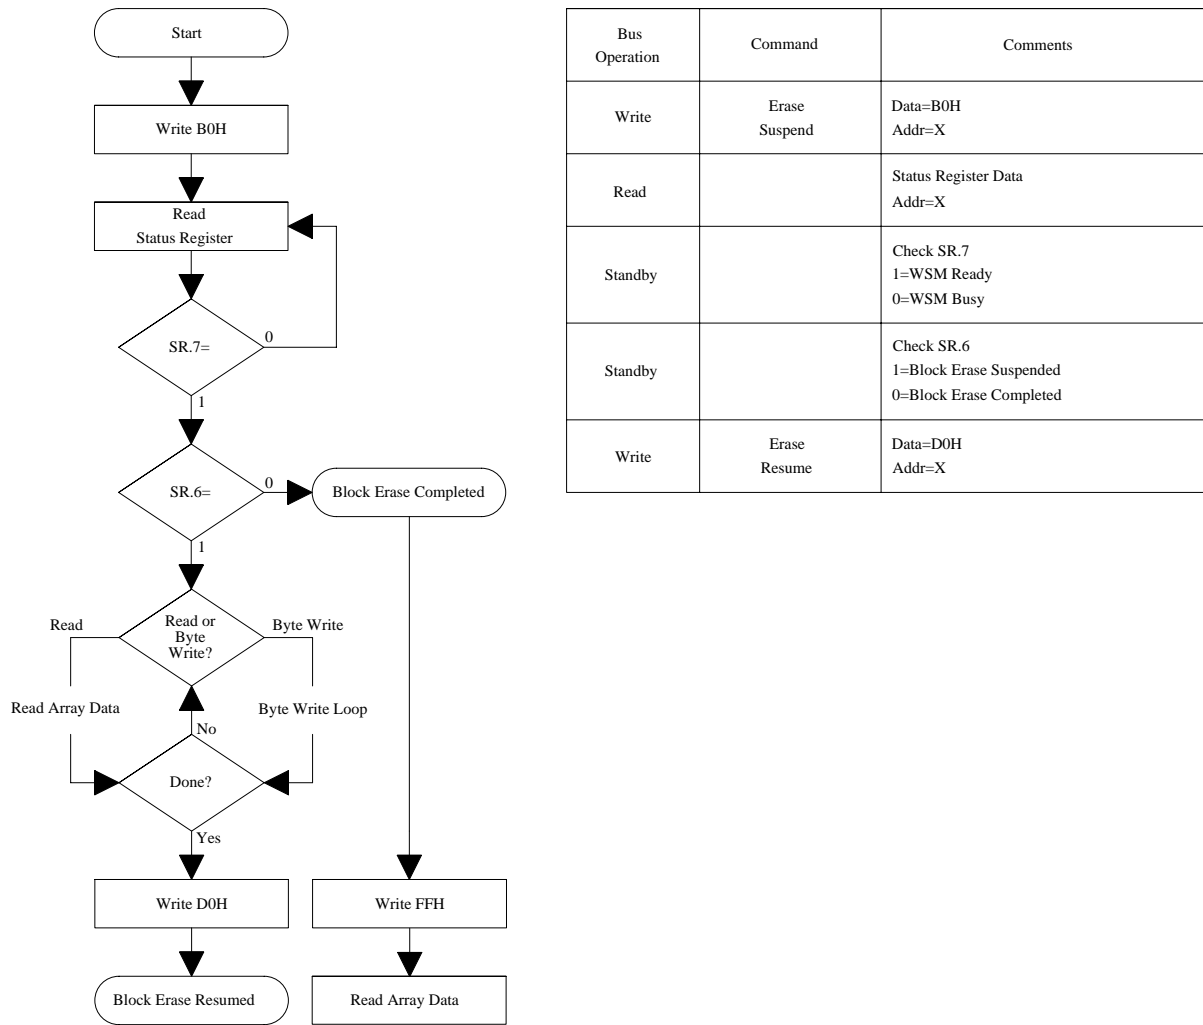 Start
Write B0H
Read
Status Register
SR.7=
0
1
SR.6=
0
Block Erase Completed
1
Read
Read or
Byte
Write?
Byte Write
Read Array Data
Byte Write Loop
No
Done?
Yes
Write D0H
Write FFH
Block Erase Resumed
Read Array Data
Bus
Operation
Command
Comments
Write
Erase
Suspend
Data=B0H
Addr=X
Read
Status Register Data
Addr=X
Standby
Check SR.7
1=WSM Ready
0=WSM Busy
Standby
Check SR.6
1=Block Erase Suspended
0=Block Erase Completed
Write
Erase
Resume
Data=D0H
Addr=X